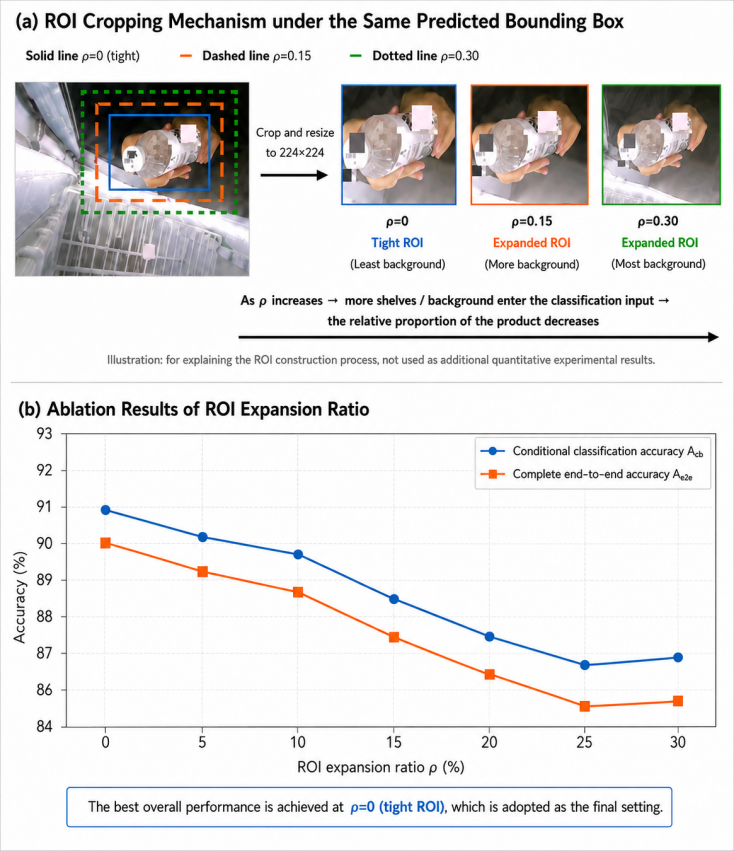 (a) ROI Cropping Mechanism under the Same Predicted Bounding Box
Solid line ρ=0 (tight)
Dashed line ρ=0.15
Dotted line ρ=0.30
Crop and resize
to 224×224
ρ=0
Tight ROI
(Least background)
ρ=0.15
Expanded ROI
(More background)
ρ=0.30
Expanded ROI
(Most background)
As ρ increases → more shelves / background enter the classification input →
the relative proportion of the product decreases
Illustration: for explaining the ROI construction process, not used as additional quantitative experimental results.
(b) Ablation Results of ROI Expansion Ratio
Conditional classification accuracy Acb
Complete end-to-end accuracy Ae2e
Accuracy (%)
93
92
91
90
89
88
87
86
84
0 5 10 15 20 25 30
ROI expansion ratio ρ (%)
The best overall performance is achieved at ρ=0 (tight ROI), which is adopted as the final setting.